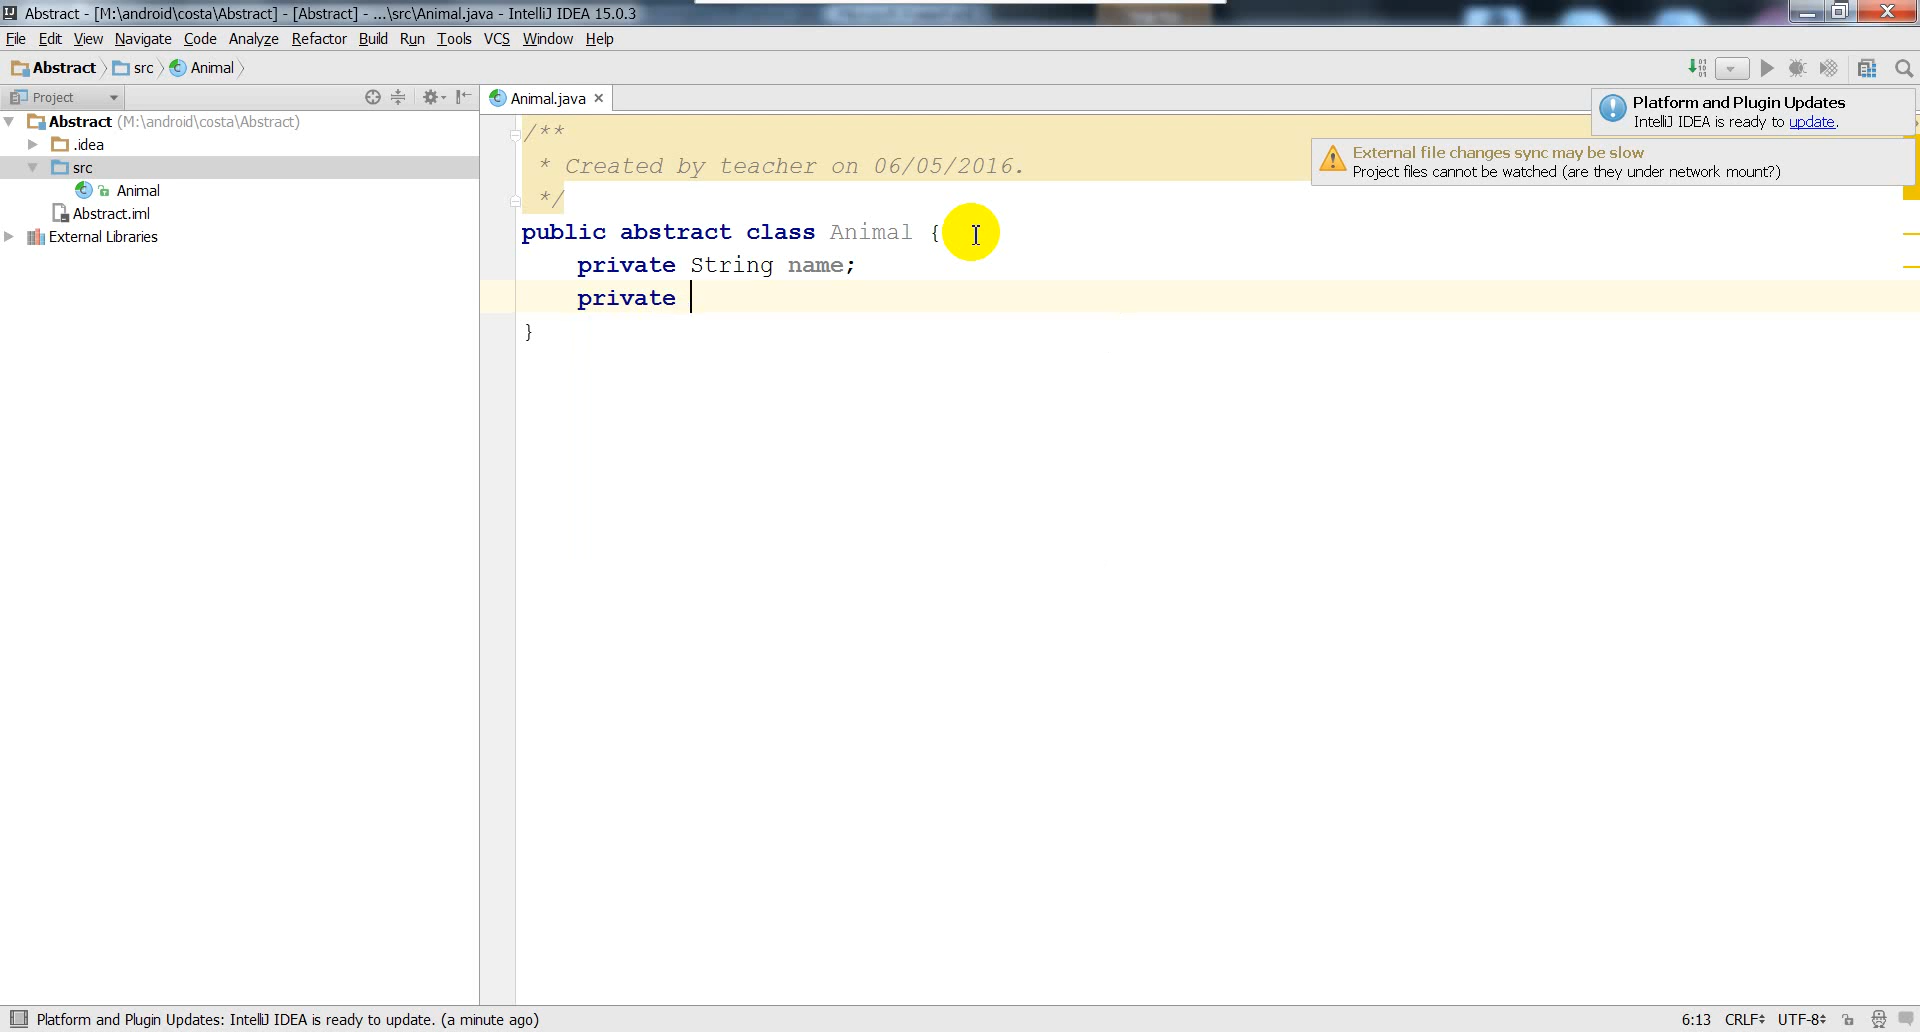 Abstract - [M:\android\costa\Abstract] - [Abstract] - ...\src\Animal.java - IntelliJ IDEA 15.0.3
File Edit View Navigate Code Analyze Refactor Build Run Tools VCS Window Help
Abstract src Animal
Project
Animal.java
Platform and Plugin Updates
IntelliJ IDEA is ready to update.
External file changes sync may be slow
Project files cannot be watched (are they under network mount?)
Abstract (M:\android\costa\Abstract)
.idea
src
Animal
Abstract.iml
External Libraries
/**
* Created by teacher on 06/05/2016.
*/
public abstract class Animal {
private String name;
private
}
Platform and Plugin Updates: IntelliJ IDEA is ready to update. (a minute ago)
6:13 CRLF UTF-8